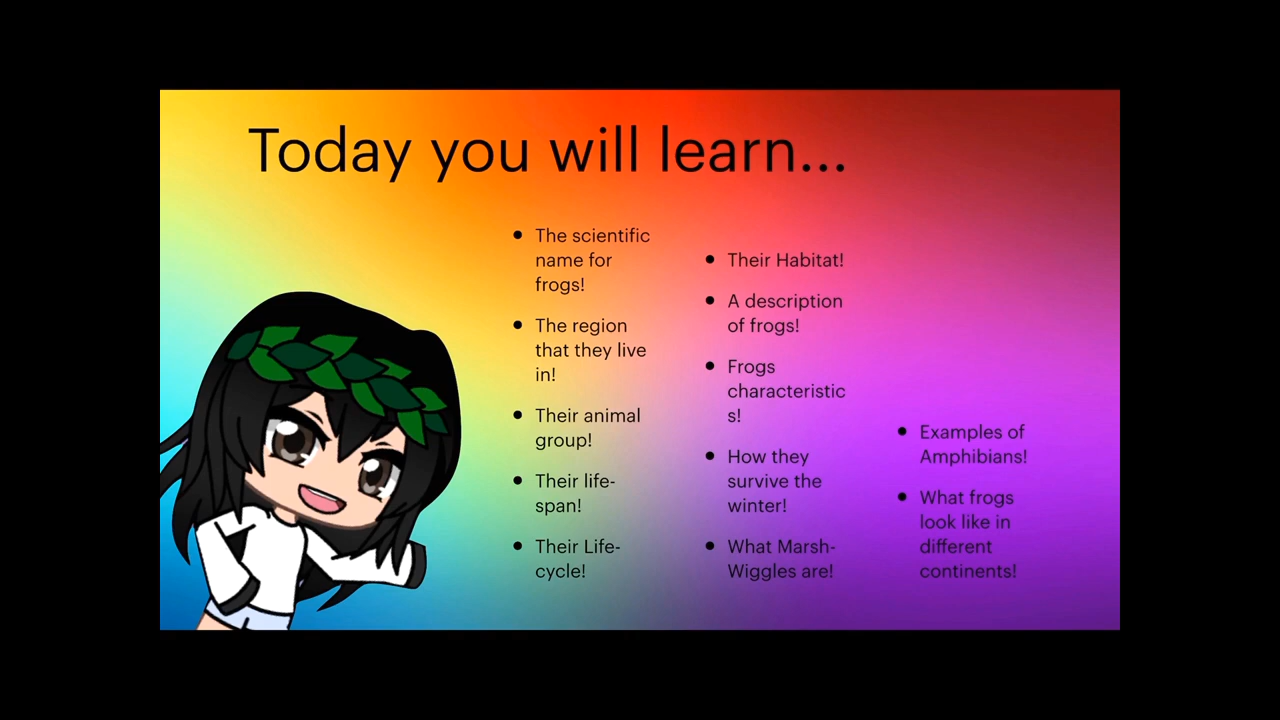 Today you will learn...
• The scientific
name for
frogs!
• The region
that they live
in!
• Their animal
group!
• Their life-
span!
• Their Life-
cycle!
• Their Habitat!
• A description
of frogs!
• Frogs
characteristic
s!
• How they
survive the
winter!
• What Marsh-
Wiggles are!
• Examples of
Amphibians!
• What frogs
look like in
different
continents!